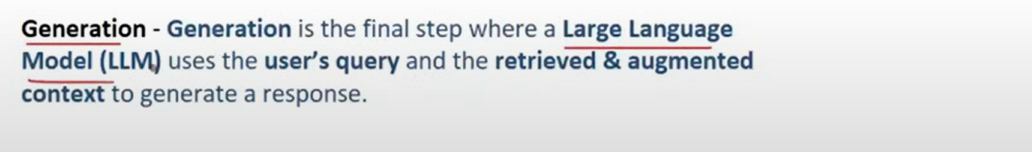 Generation - Generation is the final step where a Large Language
Model (LLM) uses the user's query and the retrieved & augmented
context to generate a response.